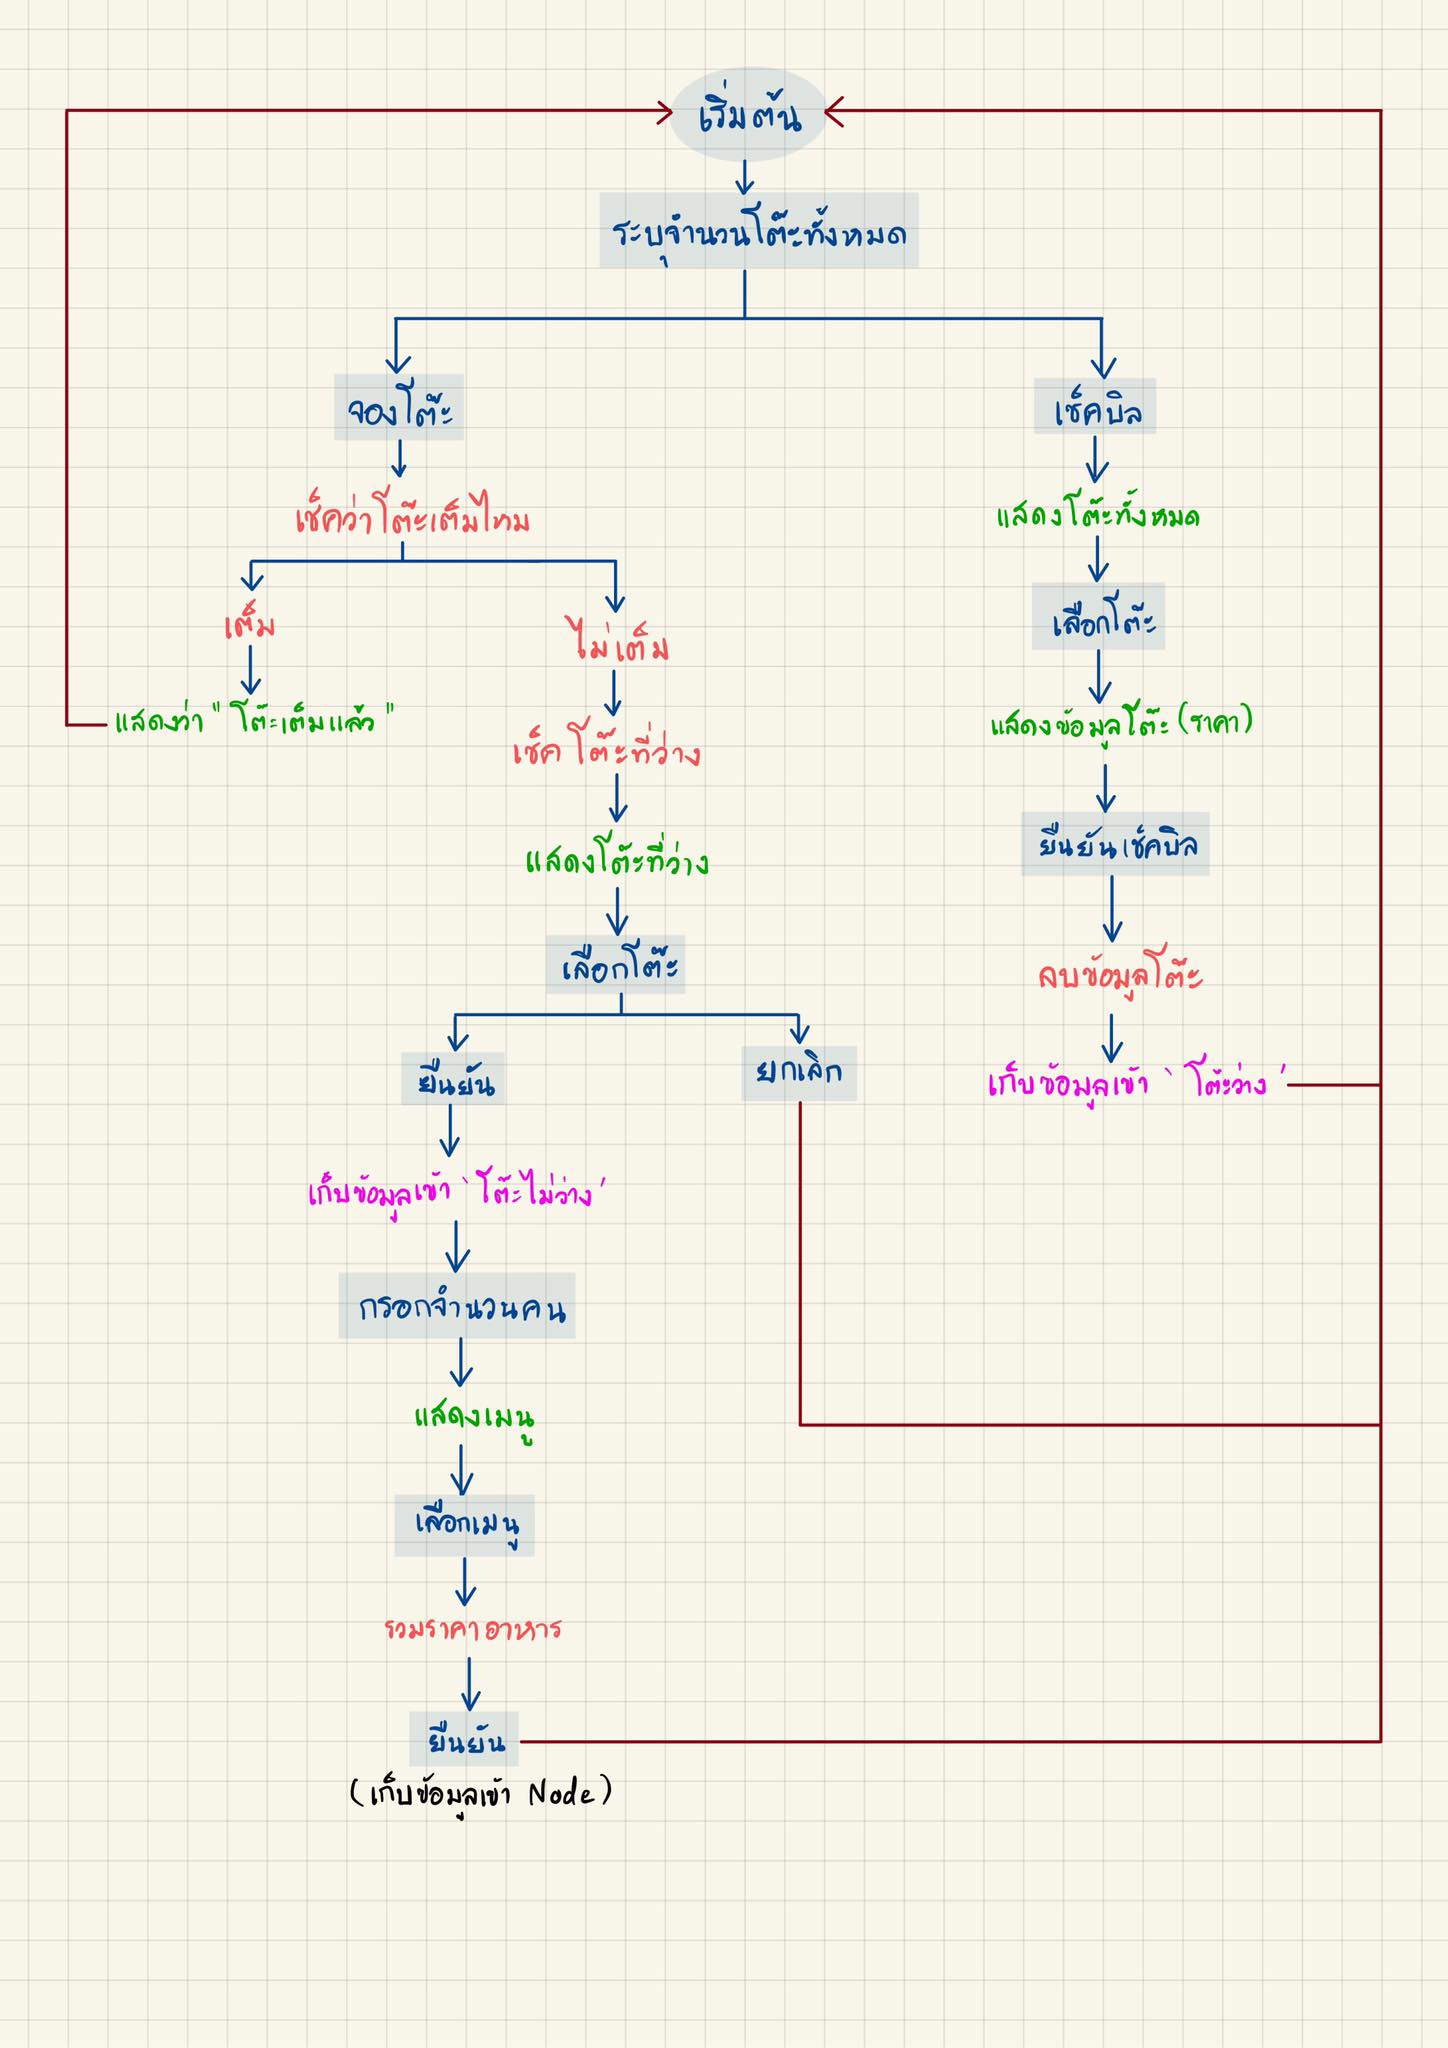 เริ่มต้น
ระบุจำนวนโต๊ะทั้งหมด
จองโต๊ะ
เช็คว่าโต๊ะเต็มไหม
เต็ม
แสดงว่า "โต๊ะเต็มแล้ว"
ไม่เต็ม
เช็คโต๊ะที่ว่าง
แสดงโต๊ะที่ว่าง
เลือกโต๊ะ
ยืนยัน
เก็บข้อมูลเข้า 'โต๊ะไม่ว่าง'
กรอกจำนวนคน
แสดงเมนู
เลือกเมนู
รวมราคาอาหาร
ยืนยัน
(เก็บข้อมูลเข้า Node)
ยกเลิก
เช็คบิล
แสดงโต๊ะทั้งหมด
เลือกโต๊ะ
แสดงข้อมูลโต๊ะ (ราคา)
ยืนยันเช็คบิล
ลบข้อมูลโต๊ะ
เก็บข้อมูลเข้า 'โต๊ะว่าง'